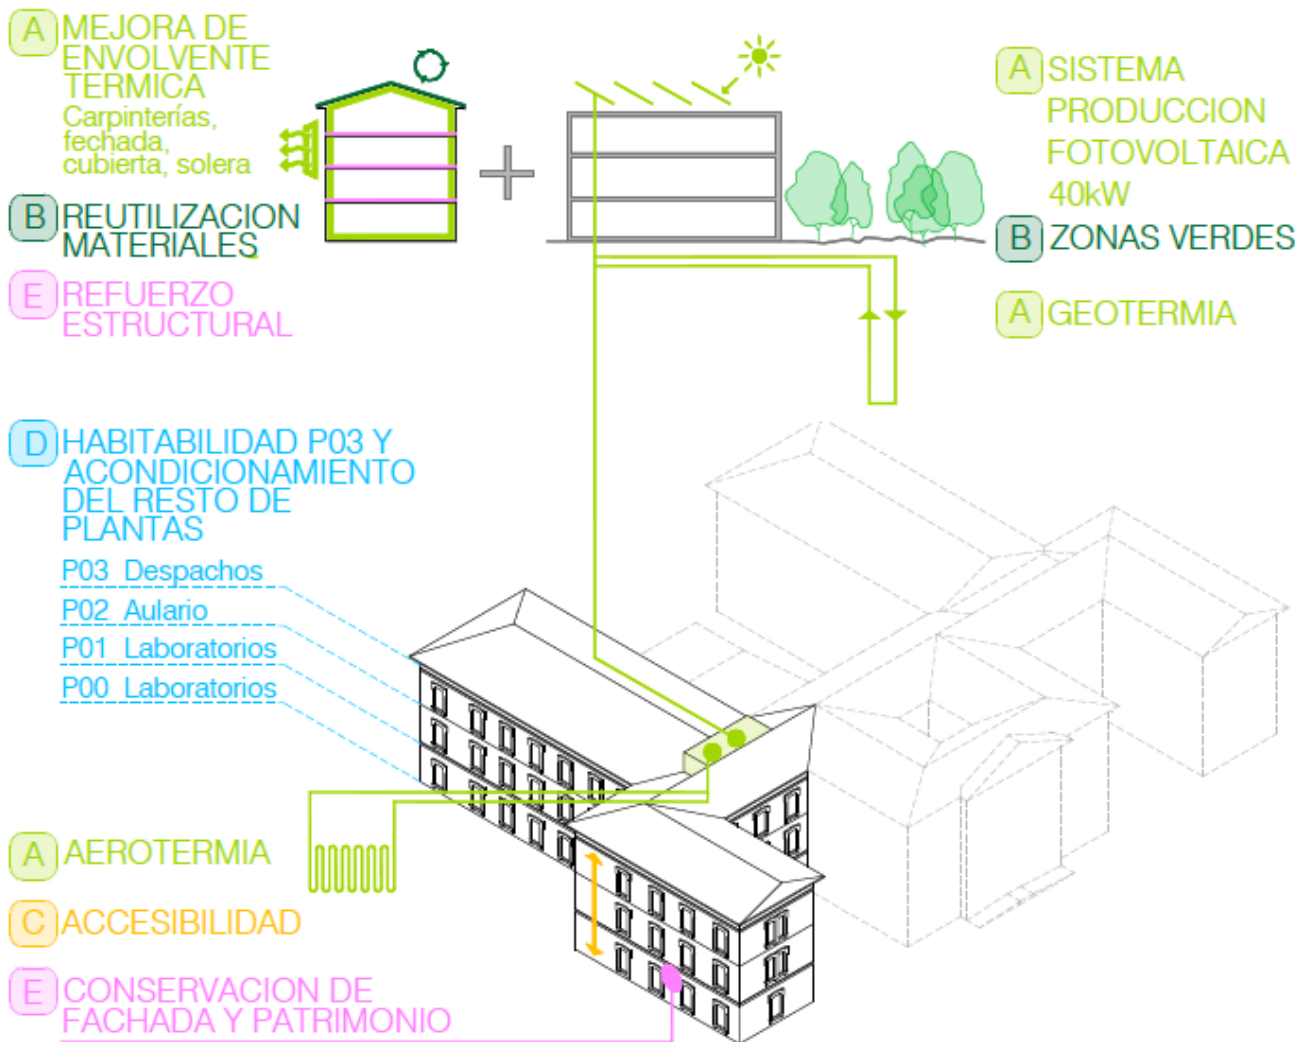 A MEJORA DE
ENVOLVENTE
TERMICA
Carpinterías,
fechada,
cubierta, solera
B REUTILIZACION
MATERIALES
E REFUERZO
ESTRUCTURAL
A SISTEMA
PRODUCCION
FOTOVOLTAICA
40kW
B ZONAS VERDES
A GEOTERMIA
D HABITABILIDAD P03 Y
ACONDICIONAMIENTO
DEL RESTO DE
PLANTAS
P03 Despachos
P02 Aulario
P01 Laboratorios
P00 Laboratorios
A AEROTERMIA
C ACCESIBILIDAD
E CONSERVACION DE
FACHADA Y PATRIMONIO